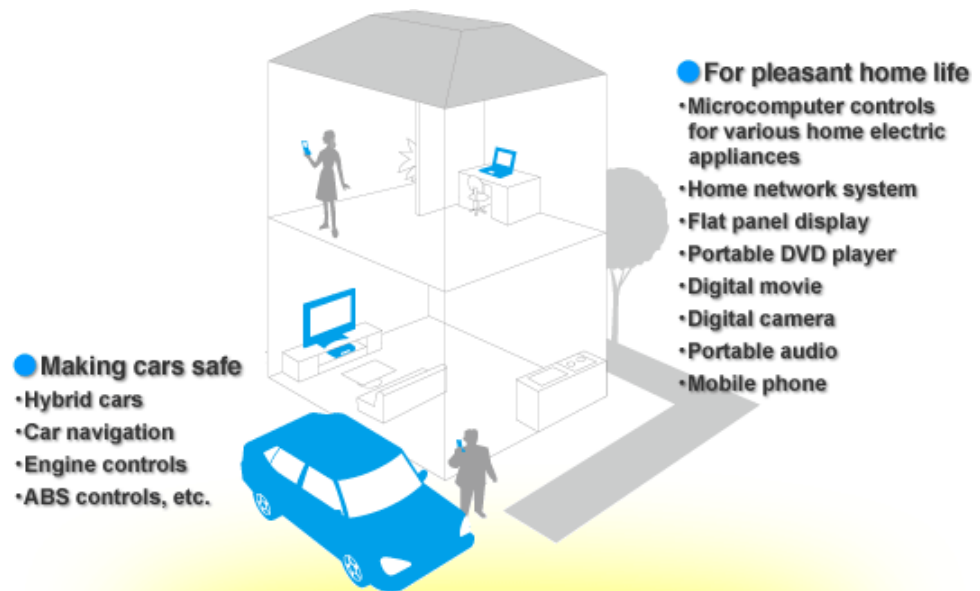 For pleasant home life
・Microcomputer controls
for various home electric
appliances
・Home network system
・Flat panel display
・Portable DVD player
・Digital movie
・Digital camera
・Portable audio
・Mobile phone
Making cars safe
・Hybrid cars
・Car navigation
・Engine controls
・ABS controls, etc.